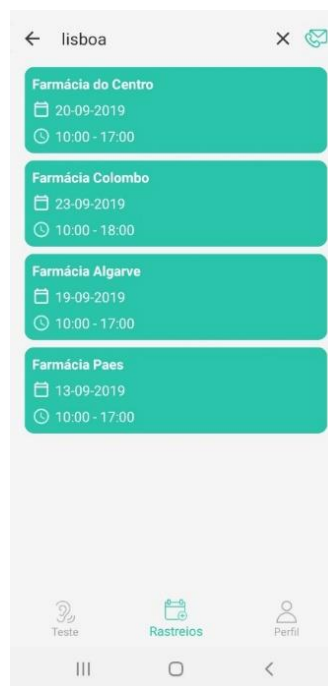 lisboa
Farmácia do Centro
20-09-2019
10:00 - 17:00
Farmácia Colombo
23-09-2019
10:00 - 18:00
Farmácia Algarve
19-09-2019
10:00 - 17:00
Farmácia Paes
13-09-2019
10:00 - 17:00
Teste Rastreios Perfil